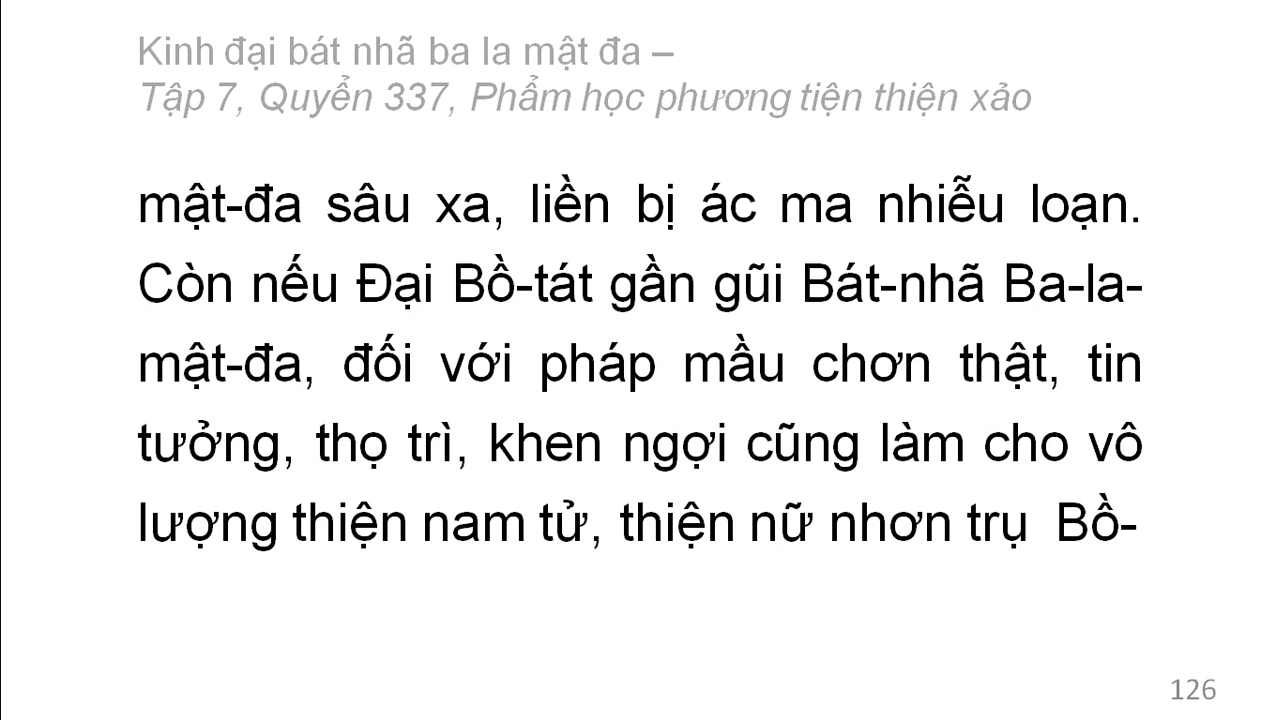 Kinh đại bát nhã ba la mật đa –
Tập 7, Quyển 337, Phẩm học phương tiện thiện xảo
mật-đa sâu xa, liền bị ác ma nhiễu loạn.
Còn nếu Đại Bồ-tát gần gũi Bát-nhã Ba-la-
mật-đa, đối với pháp mầu chơn thật, tin
tưởng, thọ trì, khen ngợi cũng làm cho vô
lượng thiện nam tử, thiện nữ nhơn trụ  Bồ-
126